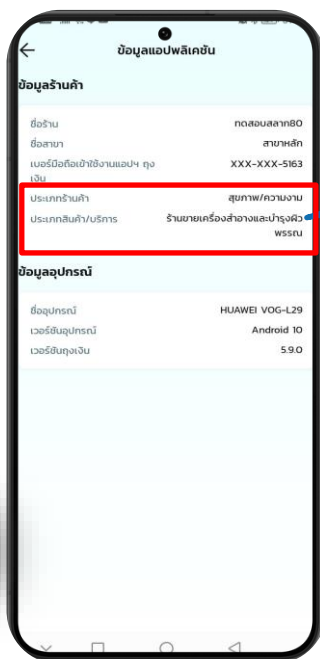 ข้อมูลแอปพลิเคชัน
ข้อมูลร้านค้า
ชื่อร้าน ทดสอบสลาก80
ชื่อสาขา สาขาหลัก
เบอร์มือถือเข้าใช้งานแอปฯ ถุง XXX-XXX-5163
เงิน
ประเภทร้านค้า สุขภาพ/ความงาม
ประเภทสินค้า/บริการ ร้านขายเครื่องสำอางและบำรุงผิว
พรรณ
ข้อมูลอุปกรณ์
ชื่ออุปกรณ์ HUAWEI VOG-L29
เวอร์ชันอุปกรณ์ Android 10
เวอร์ชันถุงเงิน 5.9.0